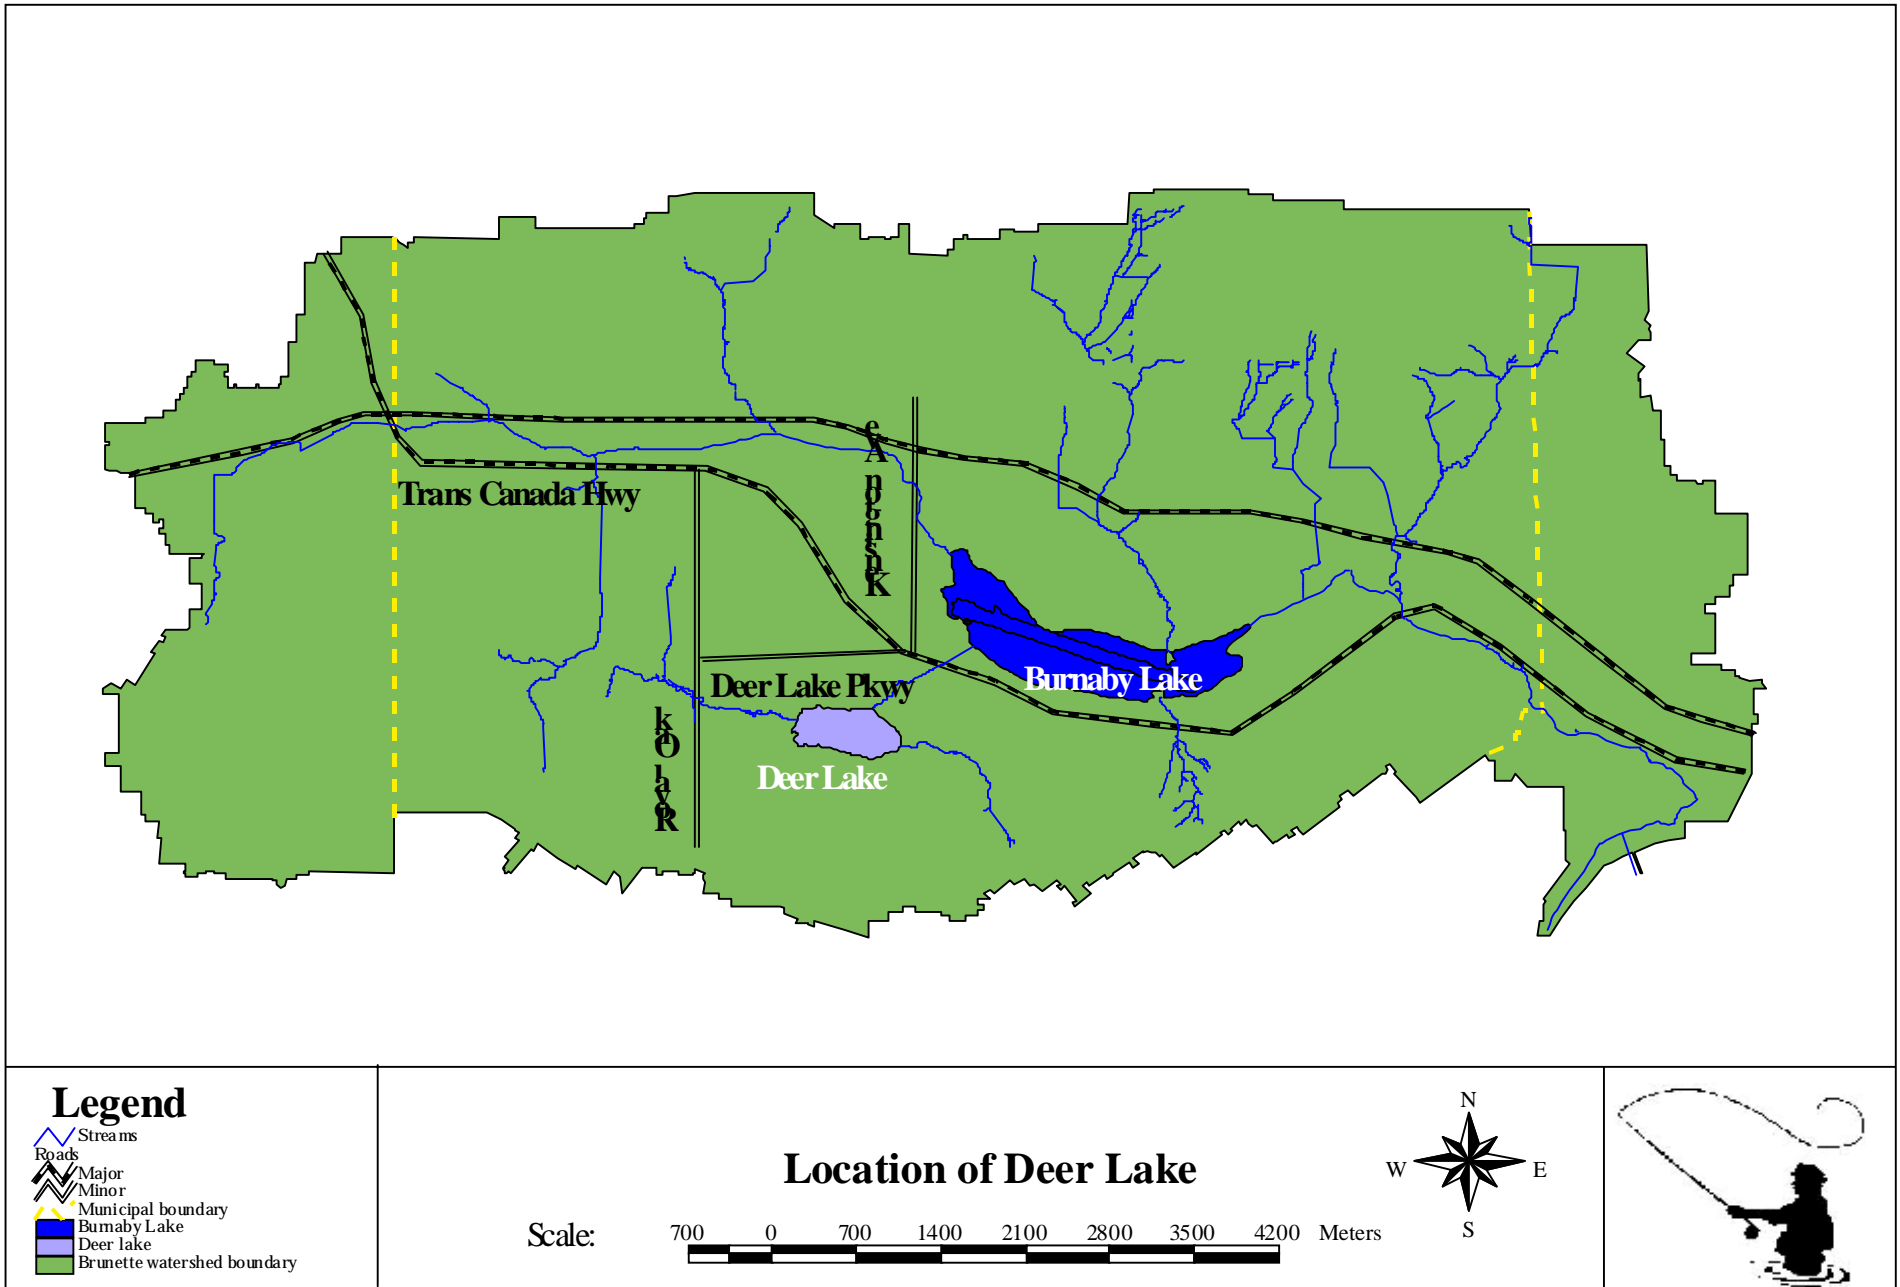 Trans Canada Hwy
Kensington Ave
Deer Lake Pkwy
Burnaby Lake
Royal Oak
Deer Lake
Legend
Streams
Roads
Major
Minor
Municipal boundary
Burnaby Lake
Deer lake
Brunette watershed boundary
Location of Deer Lake
Scale: 700 0 700 1400 2100 2800 3500 4200 Meters
N
W E
S